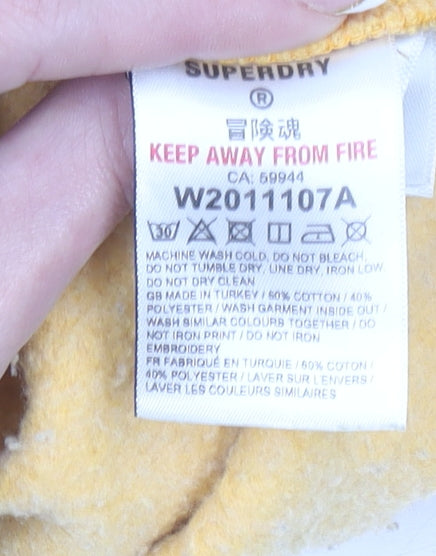 SUPERDRY
®
冒険魂
KEEP AWAY FROM FIRE
CA: 59944
W2011107A
30
MACHINE WASH COLD, DO NOT BLEACH,
DO NOT TUMBLE DRY, LINE DRY, IRON LOW,
DO NOT DRY CLEAN
GB MADE IN TURKEY / 60% COTTON / 40%
POLYESTER / WASH GARMENT INSIDE OUT /
WASH SIMILAR COLOURS TOGETHER / DO
NOT IRON PRINT / DO NOT IRON
EMBROIDERY
FR FABRIQUÉ EN TURQUIE / 60% COTON /
40% POLYESTER / LAVER SUR L'ENVERS /
LAVER LES COULEURS SIMILAIRES